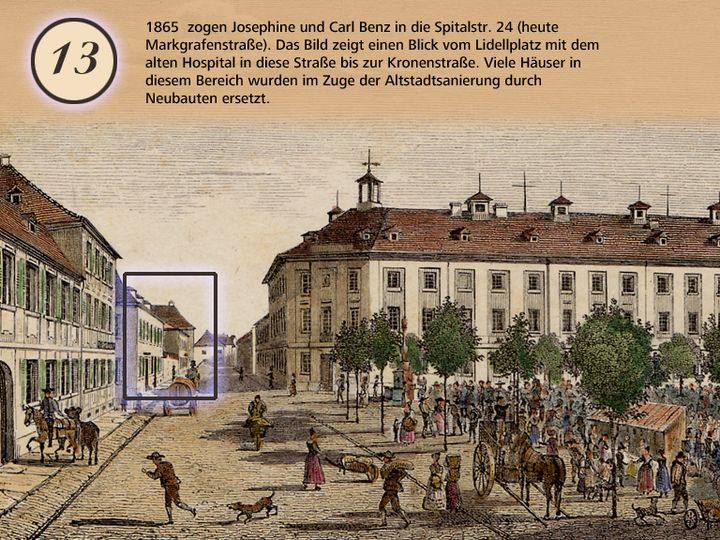 13
1865 zogen Josephine und Carl Benz in die Spitalstr. 24 (heute
Markgrafenstraße). Das Bild zeigt einen Blick vom Lidellplatz mit dem
alten Hospital in diese Straße bis zur Kronenstraße. Viele Häuser in
diesem Bereich wurden im Zuge der Altstadtsanierung durch
Neubauten ersetzt.